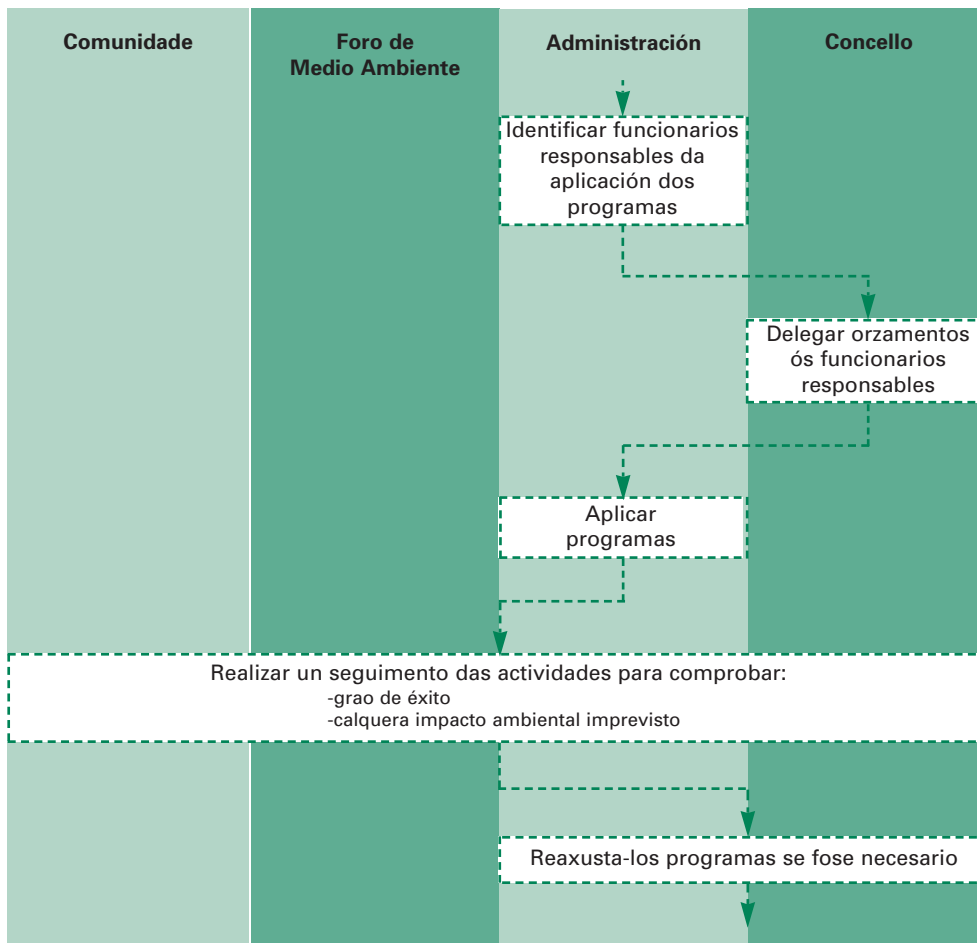 Comunidade
Foro de
Medio Ambiente
Administración
Concello
Identificar funcionarios
responsables da
aplicación dos
programas
Delegar orzamentos
ós funcionarios
responsables
Aplicar
programas
Realizar un seguimento das actividades para comprobar:
-grao de éxito
-calquera impacto ambiental imprevisto
Reaxusta-los programas se fose necesario